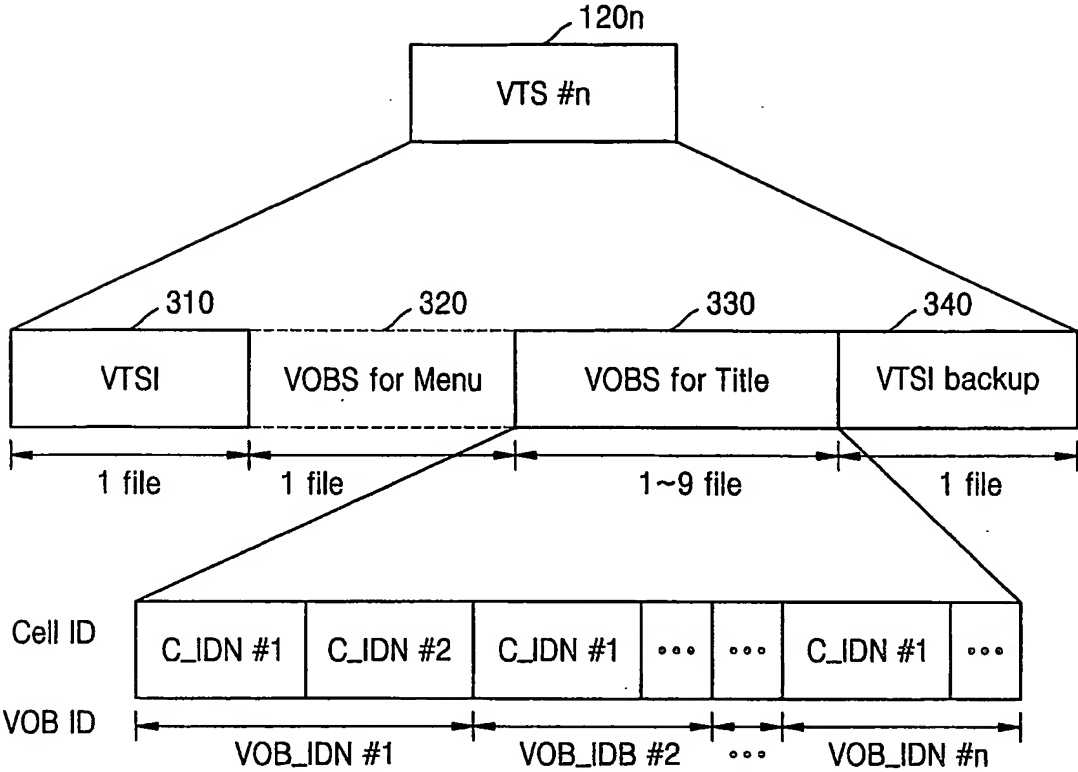 120n
VTS #n
310 320 330 340
VTSI VOBS for Menu VOBS for Title VTSI backup
1 file 1 file 1~9 file 1 file
Cell ID C_IDN #1 C_IDN #2 C_IDN #1 ••• ••• C_IDN #1 •••
VOB ID
VOB_IDN #1 VOB_IDB #2 ••• VOB_IDN #n